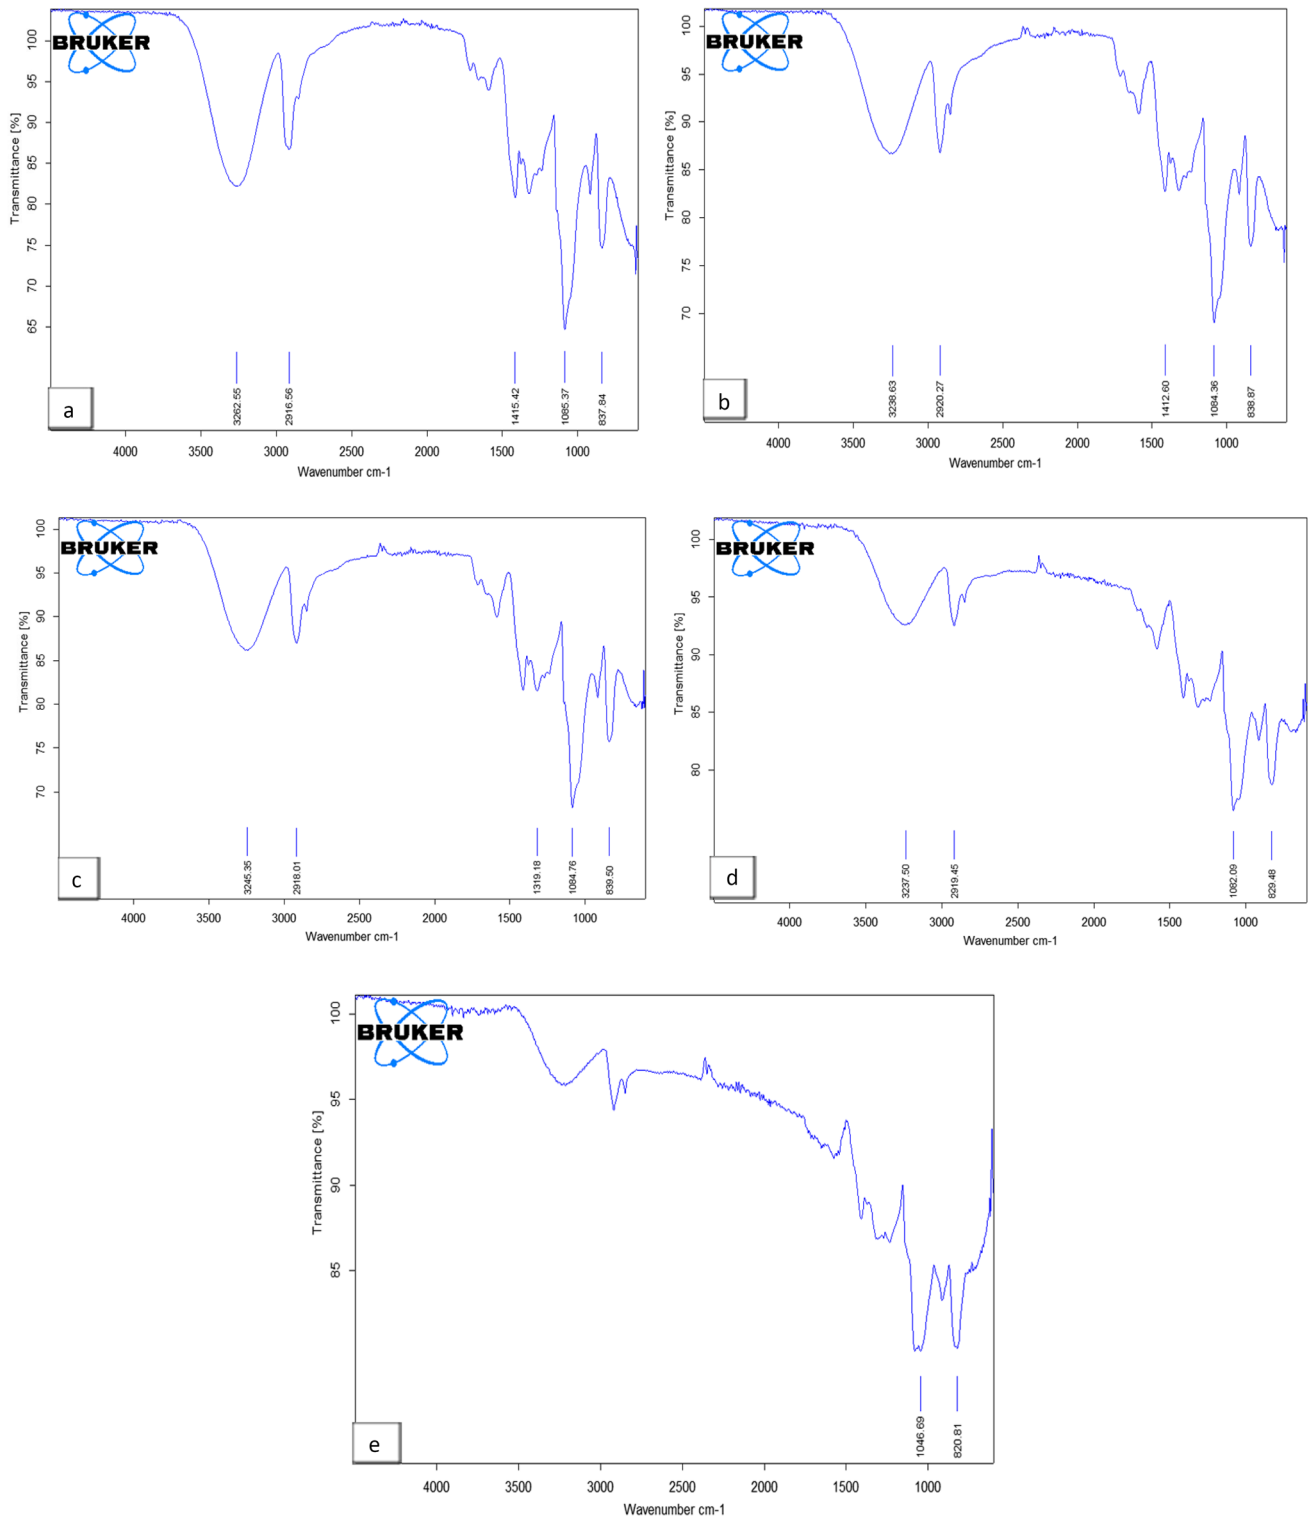 BRUKER
Transmittance [%]
100
95
90
85
80
75
70
65
3262.55
2916.56
1415.42
1085.37
837.84
a
4000 3500 3000 2500 2000 1500 1000
Wavenumber cm-1
BRUKER
Transmittance [%]
100
95
90
85
80
75
70
3238.63
2920.27
1412.60
1084.36
838.87
b
4000 3500 3000 2500 2000 1500 1000
Wavenumber cm-1
BRUKER
Transmittance [%]
100
95
90
85
80
75
70
3245.35
2918.01
1319.18
1084.76
839.50
c
4000 3500 3000 2500 2000 1500 1000
Wavenumber cm-1
BRUKER
Transmittance [%]
100
95
90
85
80
3237.50
2919.45
1082.09
829.48
d
4000 3500 3000 2500 2000 1500 1000
Wavenumber cm-1
BRUKER
Transmittance [%]
100
95
90
85
1046.69
820.81
e
4000 3500 3000 2500 2000 1500 1000
Wavenumber cm-1